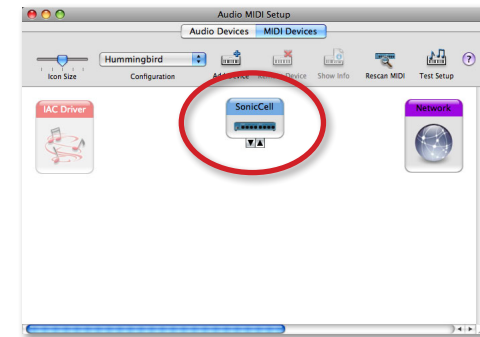 Audio MIDI Setup
Audio Devices MIDI Devices
Hummingbird
Icon Size Configuration Add Device Remove Device Show Info Rescan MIDI Test Setup ?
IAC Driver SonicCell Network